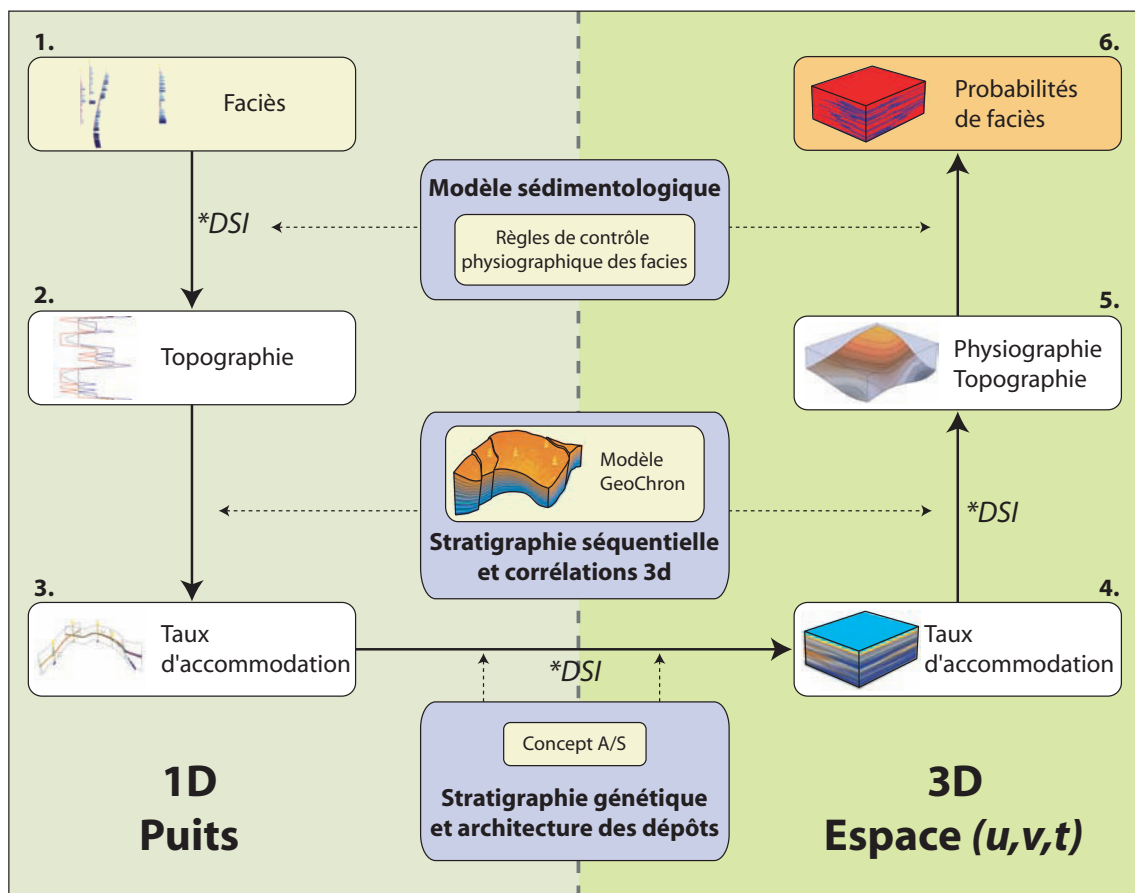 1.
Faciès
*DSI
2.
Topographie
3.
Taux
d'accommodation
1D
Puits
Modèle sédimentologique
Règles de contrôle
physiographique des facies
Modèle
GeoChron
Stratigraphie séquentielle
et corrélations 3d
*DSI
Concept A/S
Stratigraphie génétique
et architecture des dépôts
6.
Probabilités
de faciès
5.
Physiographie
Topographie
*DSI
4.
Taux
d'accommodation
3D
Espace (u,v,t)